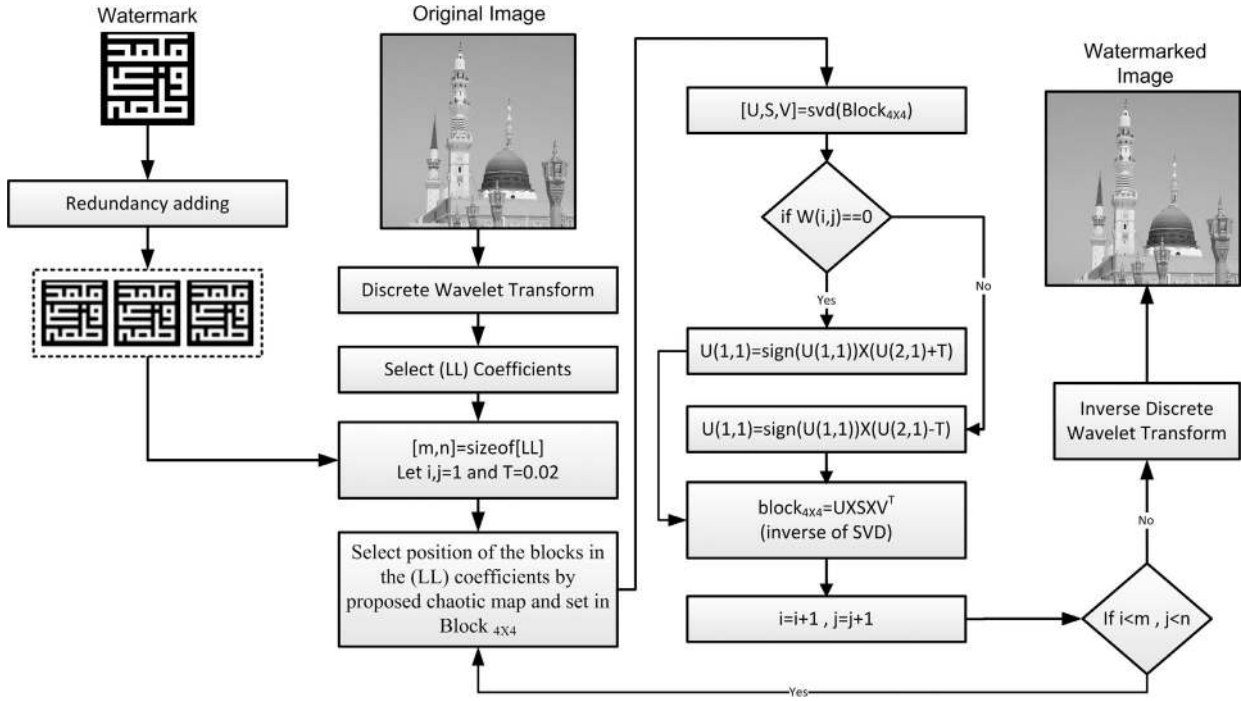 Watermark
Redundancy adding
Original Image
Discrete Wavelet Transform
Select (LL) Coefficients
[m,n]=sizeof[LL]
Let i,j=1 and T=0.02
Select position of the blocks in
the (LL) coefficients by
proposed chaotic map and set in
Block 4X4
[U,S,V]=svd(Block4X4)
if W(i,j)==0
Yes
No
U(1,1)=sign(U(1,1))X(U(2,1)+T)
U(1,1)=sign(U(1,1))X(U(2,1)-T)
block4X4=UXSXVT
(inverse of SVD)
i=i+1 , j=j+1
If i<m , j<n
Yes
No
Inverse Discrete
Wavelet Transform
Watermarked
Image